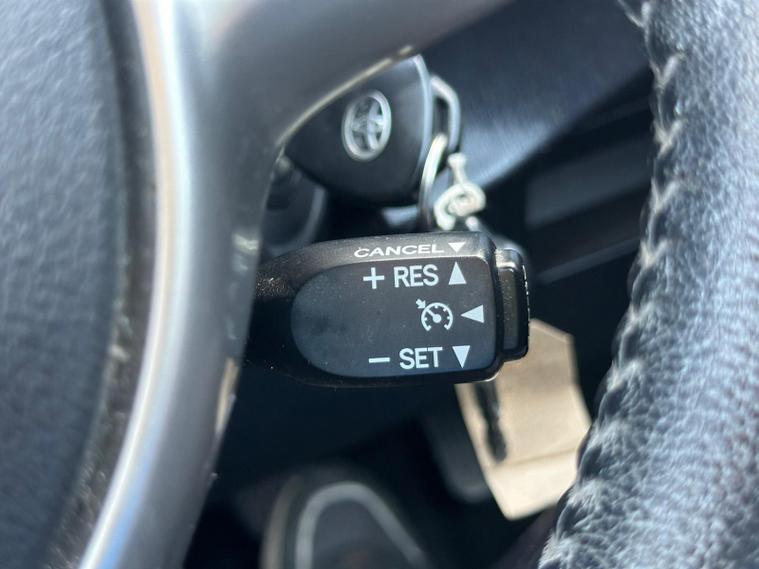 CANCEL ▼
+ RES ▲
◀
− SET ▼